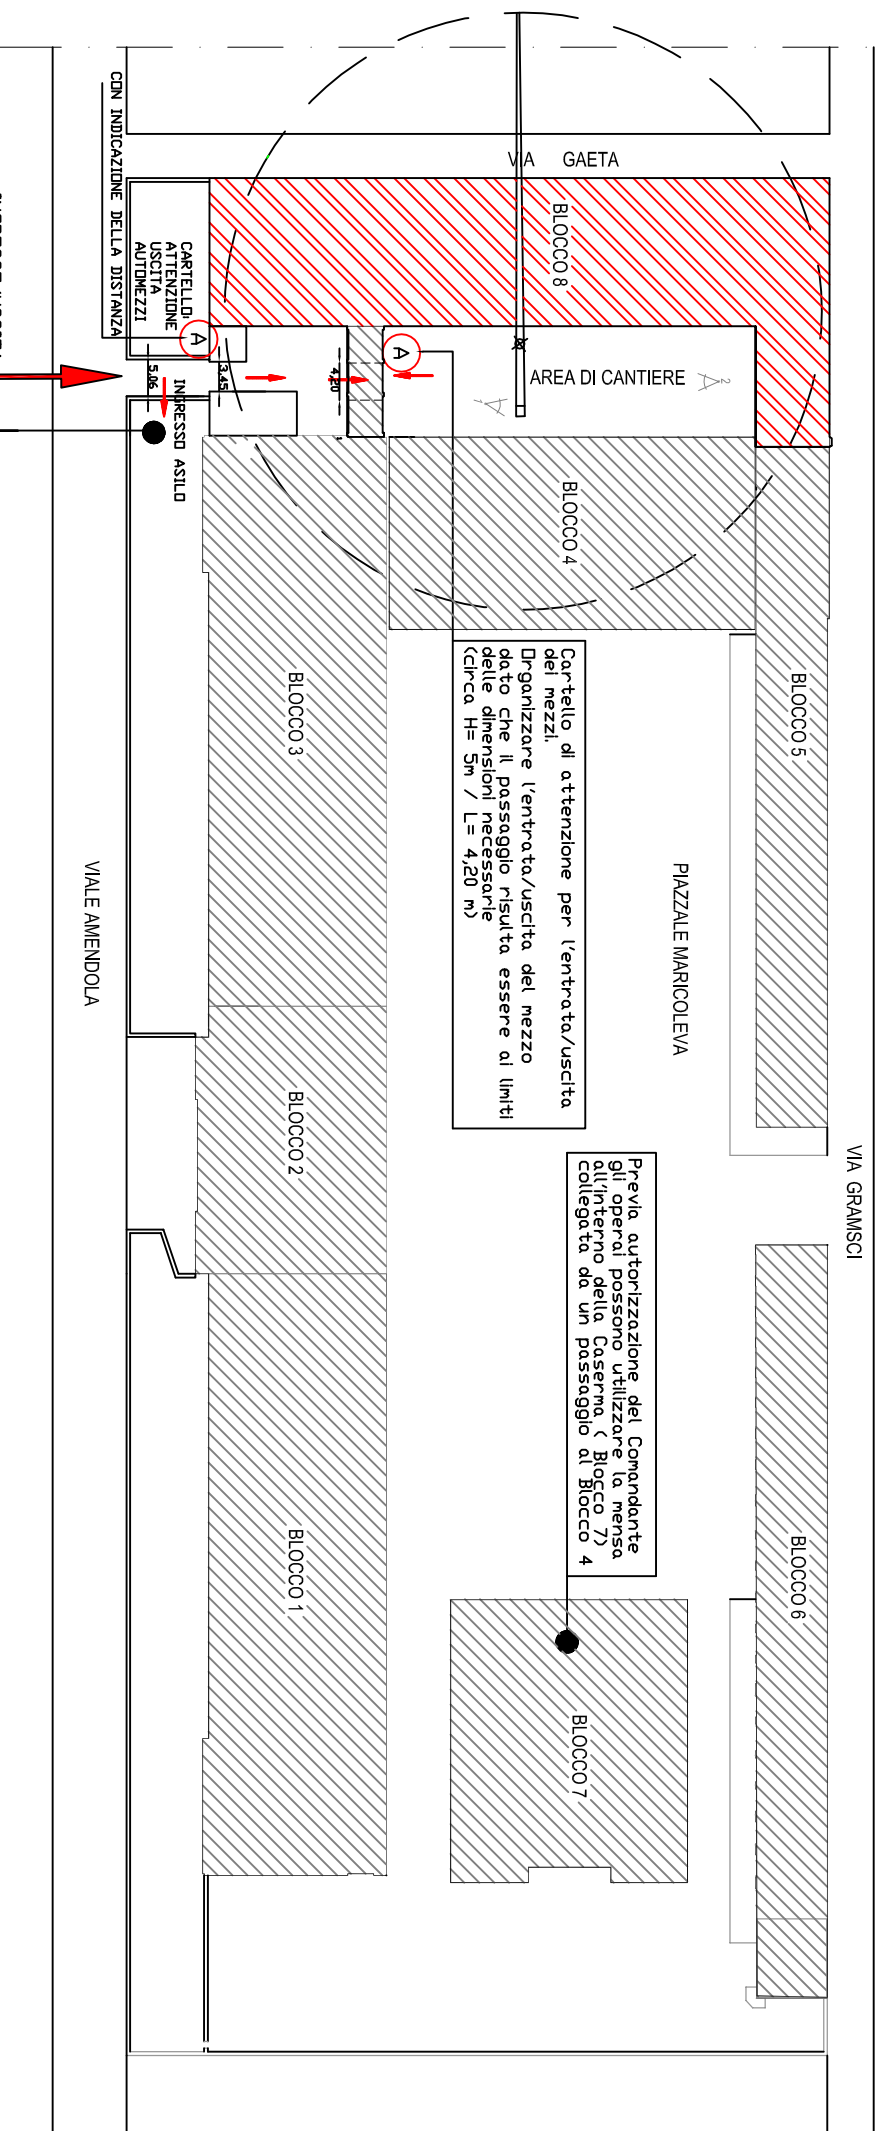 VIA GAETA
BLOCCO 8
AREA DI CANTIERE
2
1
A
A
CON INDICAZIONE DELLA DISTANZA
CARTELLO:
ATTENZIONE
USCITA
AUTOMEZZI
5.06
3.45
4,20
INGRESSO ASILO
BLOCCO 4
BLOCCO 3
BLOCCO 5
Cartello di attenzione per l'entrata/uscita
dei mezzi.
Organizzare l'entrata/uscita del mezzo
dato che il passaggio risulta essere ai limiti
delle dimensioni necessarie
(circa H= 5m / L= 4,20 m)
PIAZZALE MARICOLEVA
VIALE AMENDOLA
VIA GRAMSCI
BLOCCO 2
Previa autorizzazione del Comandante
gli operai possono utilizzare la mensa
all'interno della Caserma ( Blocco 7)
collegata da un passaggio al Blocco 4
BLOCCO 1
BLOCCO 6
BLOCCO 7